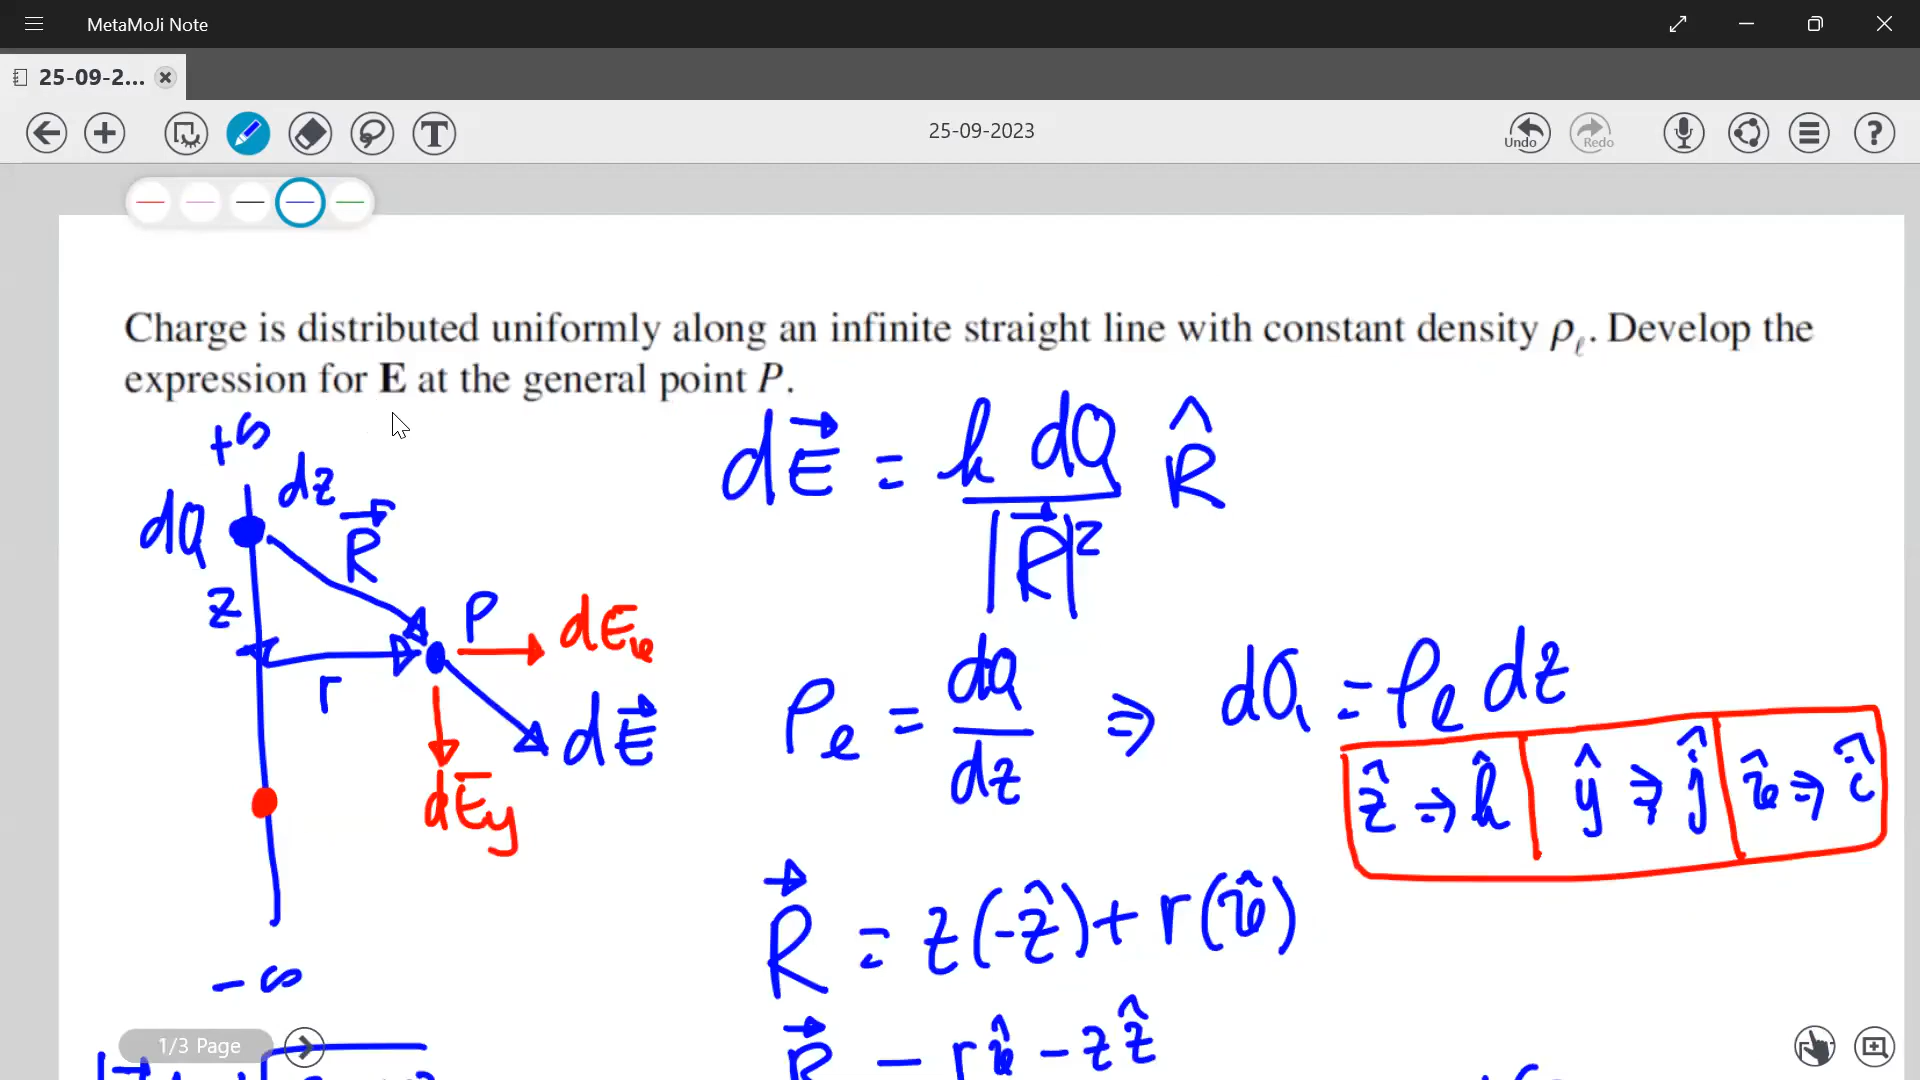 MetaMoJi Note
25-09-2...
25-09-2023
Undo
Redo
Charge is distributed uniformly along an infinite straight line with constant density ρℓ. Develop the
expression for E at the general point P.
+∞
dz
dQ
R⃗
z
P
r
dE⃗
dEy
-∞
dE⃗ = k dQ / |R⃗|² R̂
ρℓ = dQ/dz ⇒ dQ = ρℓ dz
ẑ ⇒ k̂
ŷ ⇒ ĵ
x̂ ⇒ î
R⃗ = z(-ẑ) + r(x̂)
R⃗ = r x̂ - z ẑ
1/3 Page